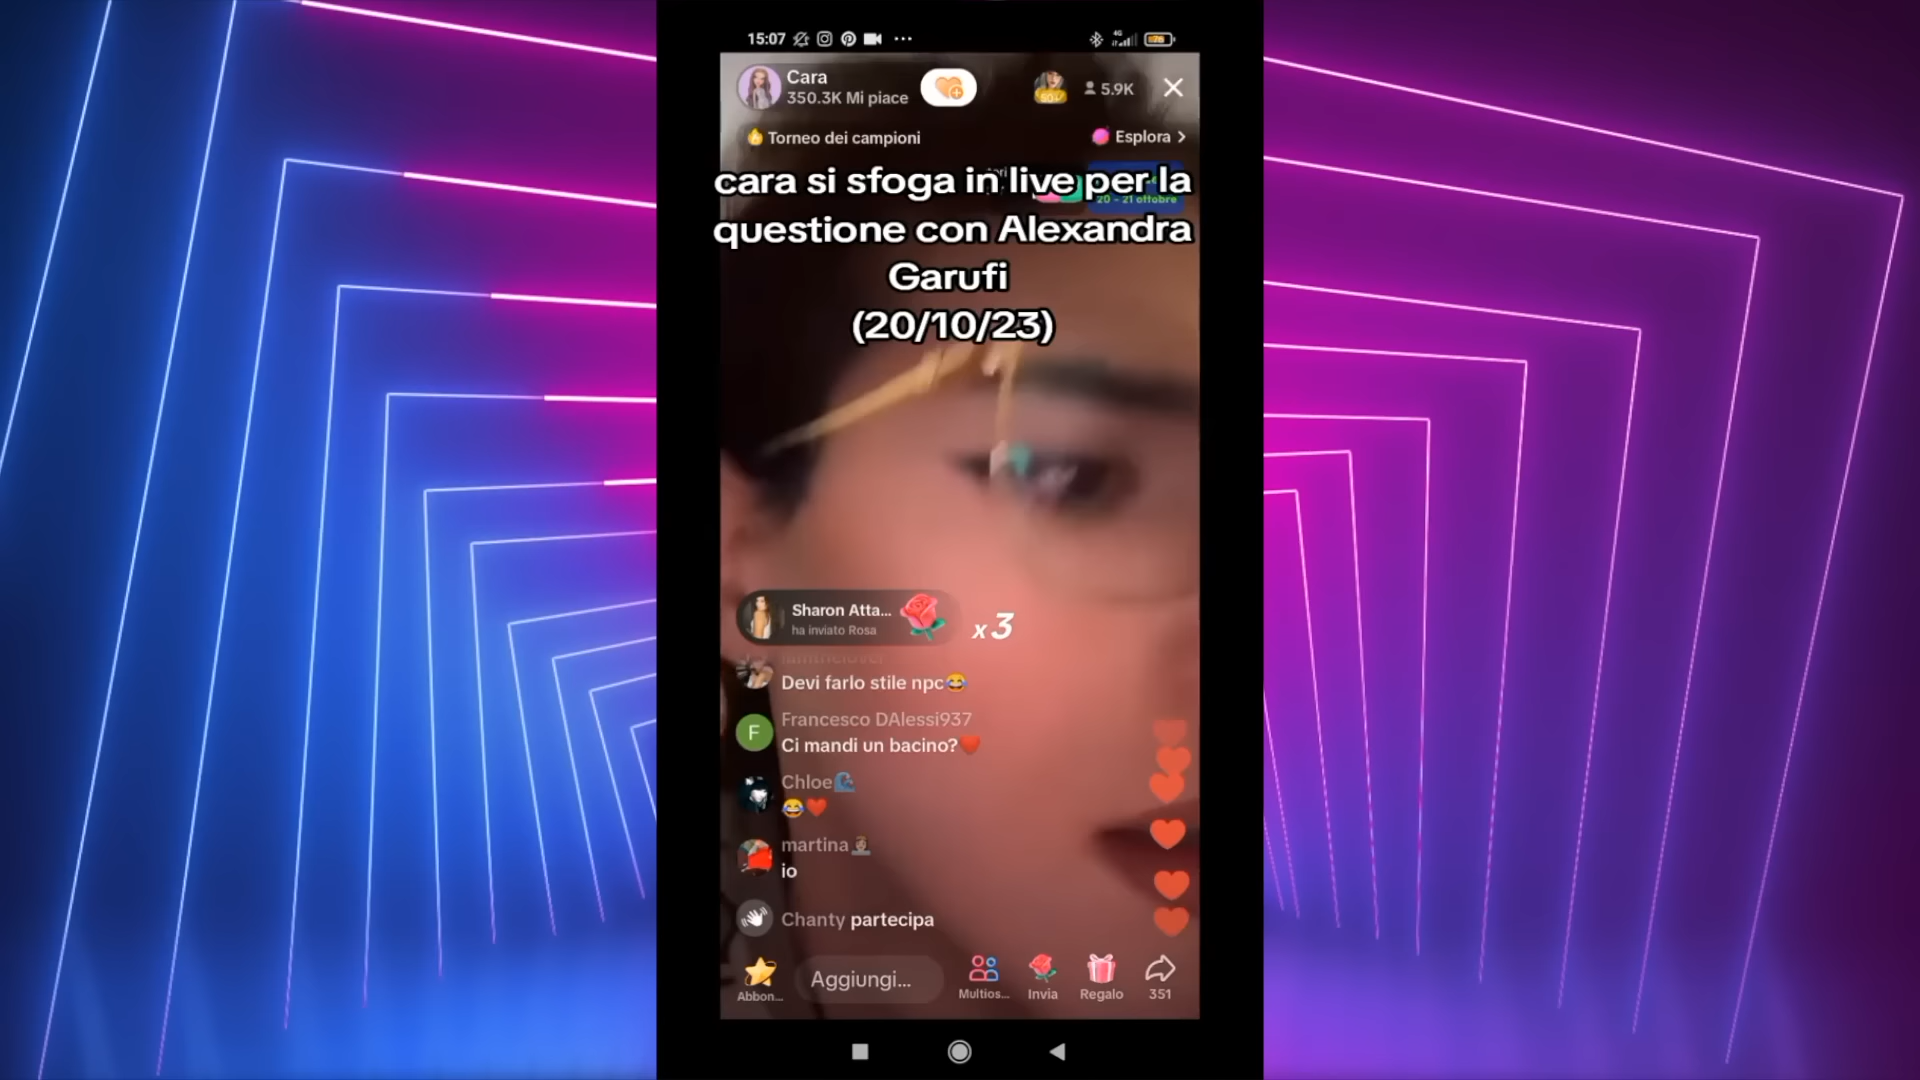 15:07
4G
76
Cara
350.3K Mi piace
5.9K
Torneo dei campioni
Esplora
cara si sfoga in live per la
questione con Alexandra
Garufi
(20/10/23)
20 - 21 ottobre
Sharon Atta...
ha inviato Rosa
x3
Devi farlo stile npc😂
Francesco DAlessi937
F
Ci mandi un bacino?❤️
Chloe🌊
😂❤️
martina
io
Chanty partecipa
Abbon...
Aggiungi...
Multios...
Invia
Regalo
351